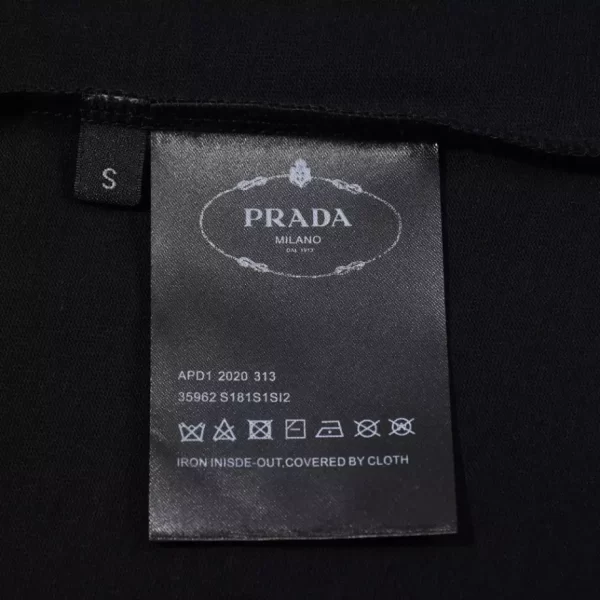 S
PRADA
MILANO
DAL 1913
APD1 2020 313
35962 S181S1SI2
IRON INISDE-OUT,COVERED BY CLOTH